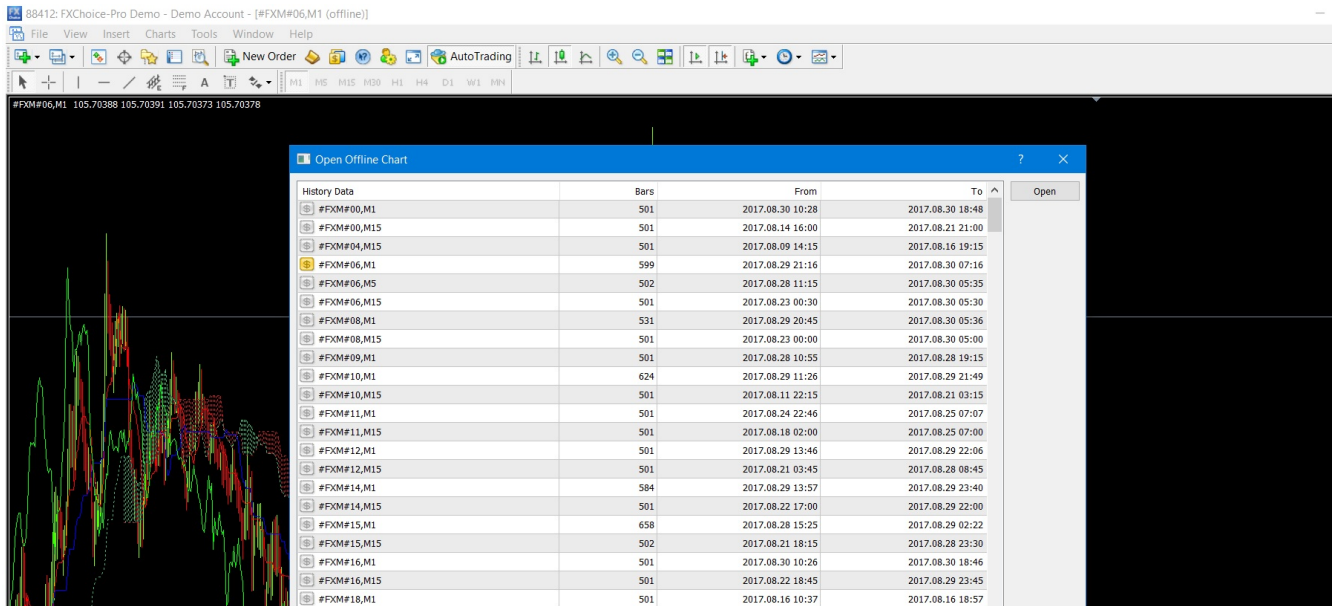 88412: FXChoice-Pro Demo - Demo Account - [#FXM#06,M1 (offline)]
File View Insert Charts Tools Window Help
New Order AutoTrading
A T M1 M5 M15 M30 H1 H4 D1 W1 MN
#FXM#06,M1 105.70388 105.70391 105.70373 105.70378
Open Offline Chart ?
History Data Bars From To Open
#FXM#00,M1 501 2017.08.30 10:28 2017.08.30 18:48
#FXM#00,M15 501 2017.08.14 16:00 2017.08.21 21:00
#FXM#04,M15 501 2017.08.09 14:15 2017.08.16 19:15
#FXM#06,M1 599 2017.08.29 21:16 2017.08.30 07:16
#FXM#06,M5 502 2017.08.28 11:15 2017.08.30 05:35
#FXM#06,M15 501 2017.08.23 00:30 2017.08.30 05:30
#FXM#08,M1 531 2017.08.29 20:45 2017.08.30 05:36
#FXM#08,M15 501 2017.08.23 00:00 2017.08.30 05:00
#FXM#09,M1 501 2017.08.28 10:55 2017.08.28 19:15
#FXM#10,M1 624 2017.08.29 11:26 2017.08.29 21:49
#FXM#10,M15 501 2017.08.11 22:15 2017.08.21 03:15
#FXM#11,M1 501 2017.08.24 22:46 2017.08.25 07:07
#FXM#11,M15 501 2017.08.18 02:00 2017.08.25 07:00
#FXM#12,M1 501 2017.08.29 13:46 2017.08.29 22:06
#FXM#12,M15 501 2017.08.21 03:45 2017.08.28 08:45
#FXM#14,M1 584 2017.08.29 13:57 2017.08.29 23:40
#FXM#14,M15 501 2017.08.22 17:00 2017.08.29 22:00
#FXM#15,M1 658 2017.08.28 15:25 2017.08.29 02:22
#FXM#15,M15 502 2017.08.21 18:15 2017.08.28 23:30
#FXM#16,M1 501 2017.08.30 10:26 2017.08.30 18:46
#FXM#16,M15 501 2017.08.22 18:45 2017.08.29 23:45
#FXM#18,M1 501 2017.08.16 10:37 2017.08.16 18:57